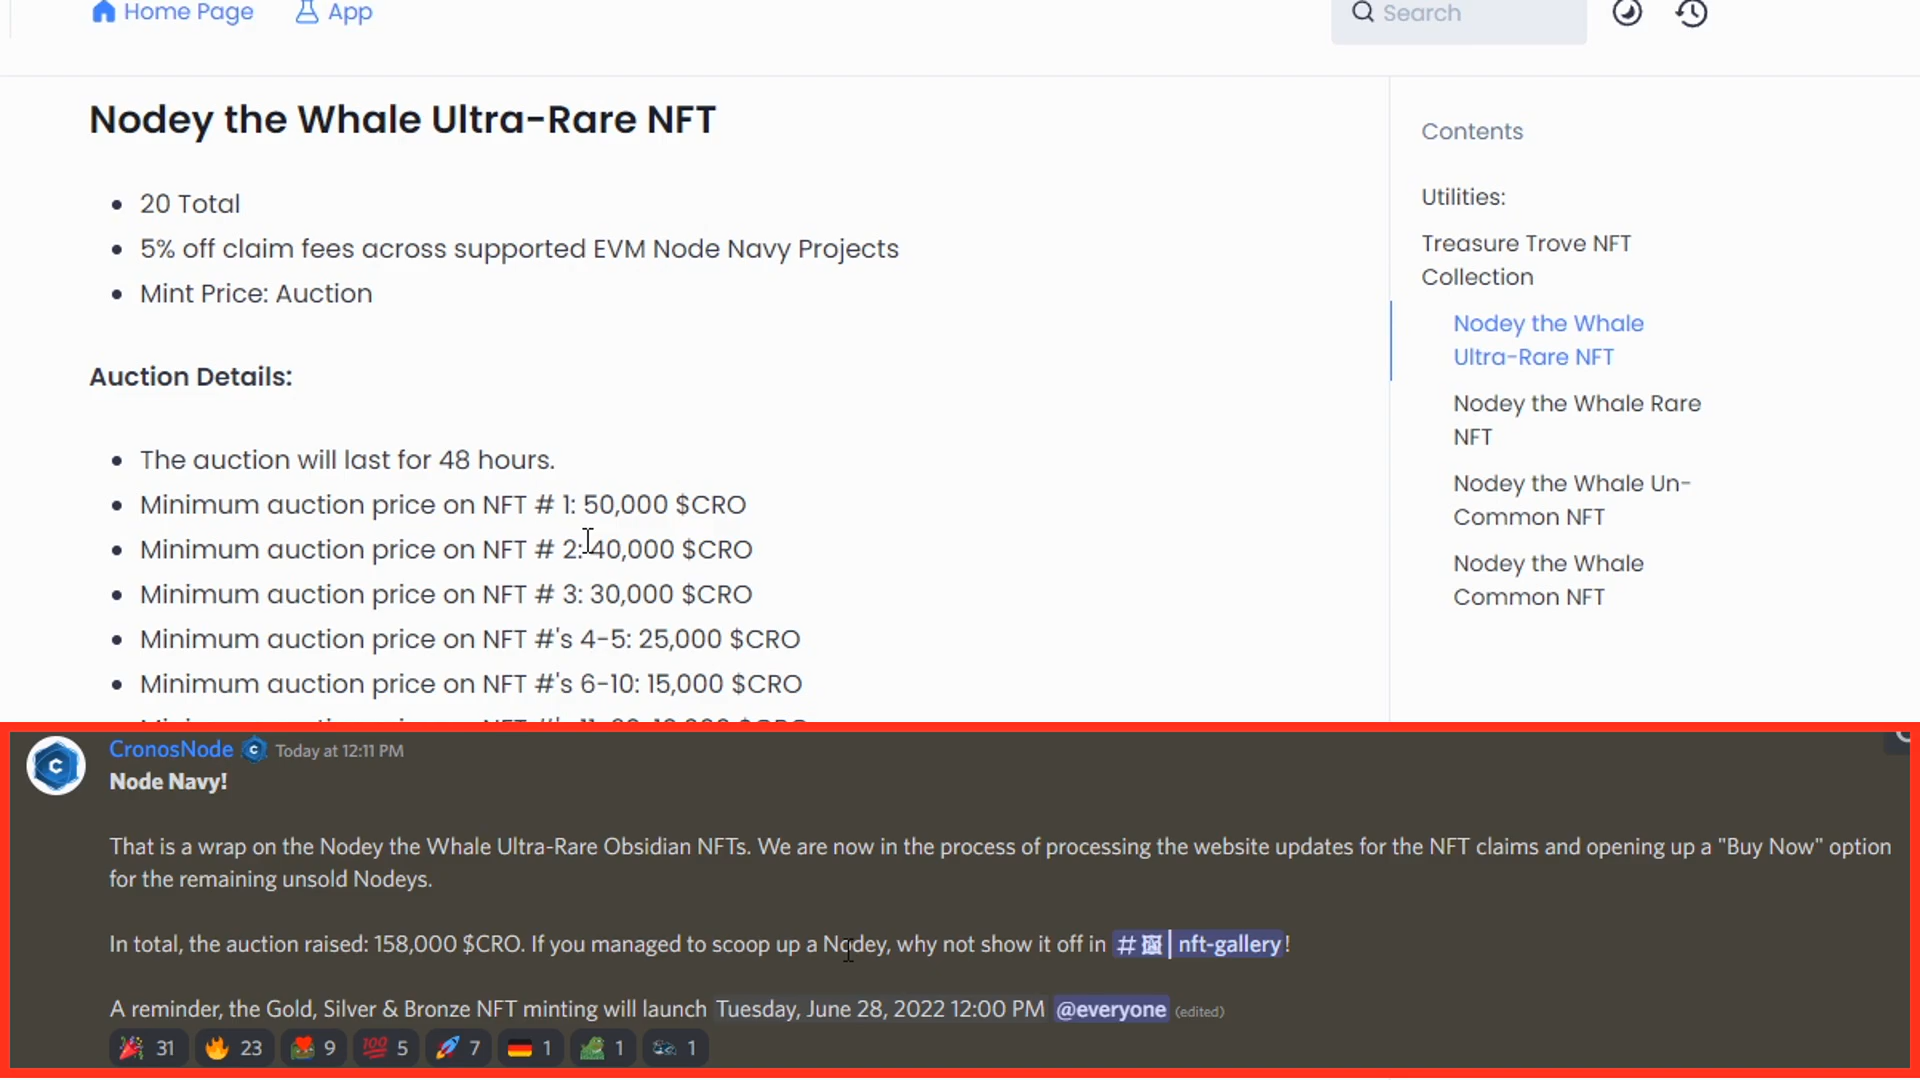 Home Page
App
Search
Nodey the Whale Ultra-Rare NFT
20 Total
5% off claim fees across supported EVM Node Navy Projects
Mint Price: Auction
Auction Details:
The auction will last for 48 hours.
Minimum auction price on NFT # 1: 50,000 $CRO
Minimum auction price on NFT # 2: 40,000 $CRO
Minimum auction price on NFT # 3: 30,000 $CRO
Minimum auction price on NFT #'s 4-5: 25,000 $CRO
Minimum auction price on NFT #'s 6-10: 15,000 $CRO
Contents
Utilities:
Treasure Trove NFT
Collection
Nodey the Whale
Ultra-Rare NFT
Nodey the Whale Rare
NFT
Nodey the Whale Un-
Common NFT
Nodey the Whale
Common NFT
CronosNode Today at 12:11 PM
Node Navy!
That is a wrap on the Nodey the Whale Ultra-Rare Obsidian NFTs. We are now in the process of processing the website updates for the NFT claims and opening up a "Buy Now" option
for the remaining unsold Nodeys.
In total, the auction raised: 158,000 $CRO. If you managed to scoop up a Nodey, why not show it off in # 🖼 | nft-gallery!
A reminder, the Gold, Silver & Bronze NFT minting will launch Tuesday, June 28, 2022 12:00 PM @everyone (edited)
31 23 9 💯 5 7 1 1 1